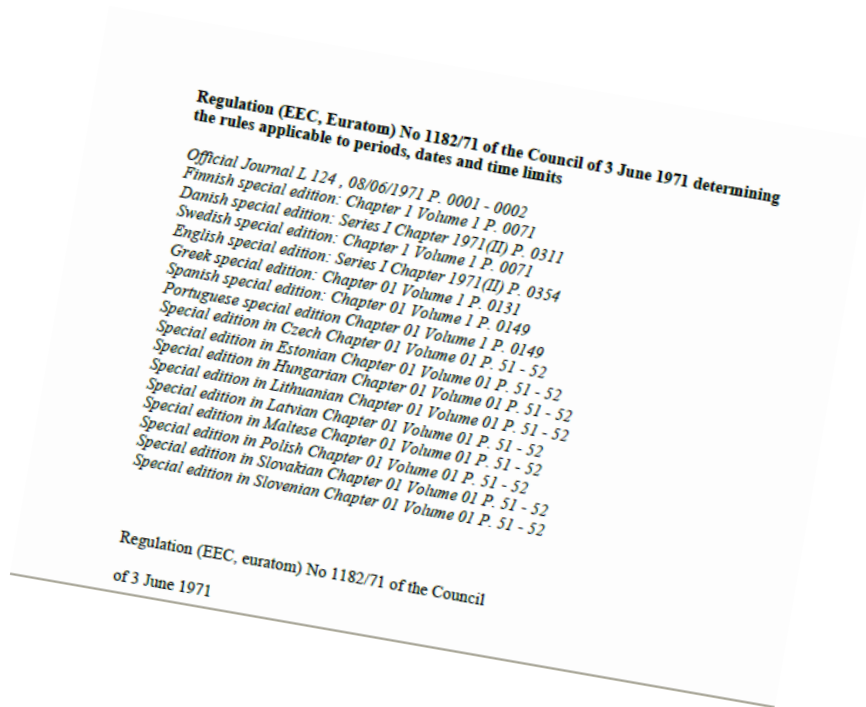 Regulation (EEC, Euratom) No 1182/71 of the Council of 3 June 1971 determining
the rules applicable to periods, dates and time limits
Official Journal L 124 , 08/06/1971 P. 0001 - 0002
Finnish special edition: Chapter 1 Volume 1 P. 0071
Danish special edition: Series I Chapter 1971(II) P. 0311
Swedish special edition: Chapter 1 Volume 1 P. 0071
English special edition: Series I Chapter 1971(II) P. 0354
Greek special edition: Chapter 01 Volume 1 P. 0131
Spanish special edition: Chapter 01 Volume 1 P. 0149
Portuguese special edition Chapter 01 Volume 1 P. 0149
Special edition in Czech Chapter 01 Volume 01 P. 51 - 52
Special edition in Estonian Chapter 01 Volume 01 P. 51 - 52
Special edition in Hungarian Chapter 01 Volume 01 P. 51 - 52
Special edition in Lithuanian Chapter 01 Volume 01 P. 51 - 52
Special edition in Latvian Chapter 01 Volume 01 P. 51 - 52
Special edition in Maltese Chapter 01 Volume 01 P. 51 - 52
Special edition in Polish Chapter 01 Volume 01 P. 51 - 52
Special edition in Slovakian Chapter 01 Volume 01 P. 51 - 52
Special edition in Slovenian Chapter 01 Volume 01 P. 51 - 52
Regulation (EEC, euratom) No 1182/71 of the Council
of 3 June 1971